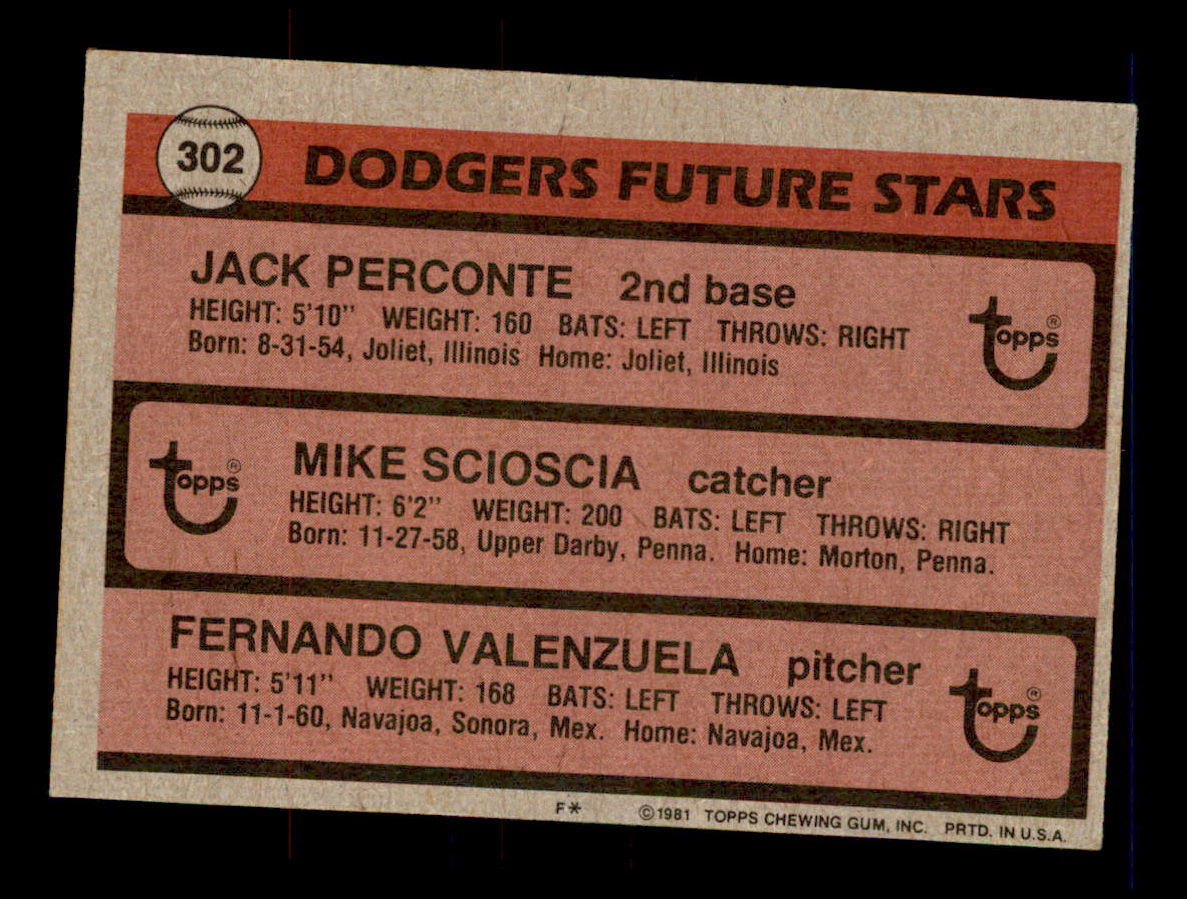 302
DODGERS FUTURE STARS
JACK PERCONTE 2nd base
HEIGHT: 5'10" WEIGHT: 160 BATS: LEFT THROWS: RIGHT
Born: 8-31-54, Joliet, Illinois Home: Joliet, Illinois
Topps®
Topps®
MIKE SCIOSCIA catcher
HEIGHT: 6'2" WEIGHT: 200 BATS: LEFT THROWS: RIGHT
Born: 11-27-58, Upper Darby, Penna. Home: Morton, Penna.
FERNANDO VALENZUELA pitcher
HEIGHT: 5'11" WEIGHT: 168 BATS: LEFT THROWS: LEFT
Born: 11-1-60, Navajoa, Sonora, Mex. Home: Navajoa, Mex.
Topps®
F* ©1981 TOPPS CHEWING GUM, INC. PRTD. IN U.S.A.